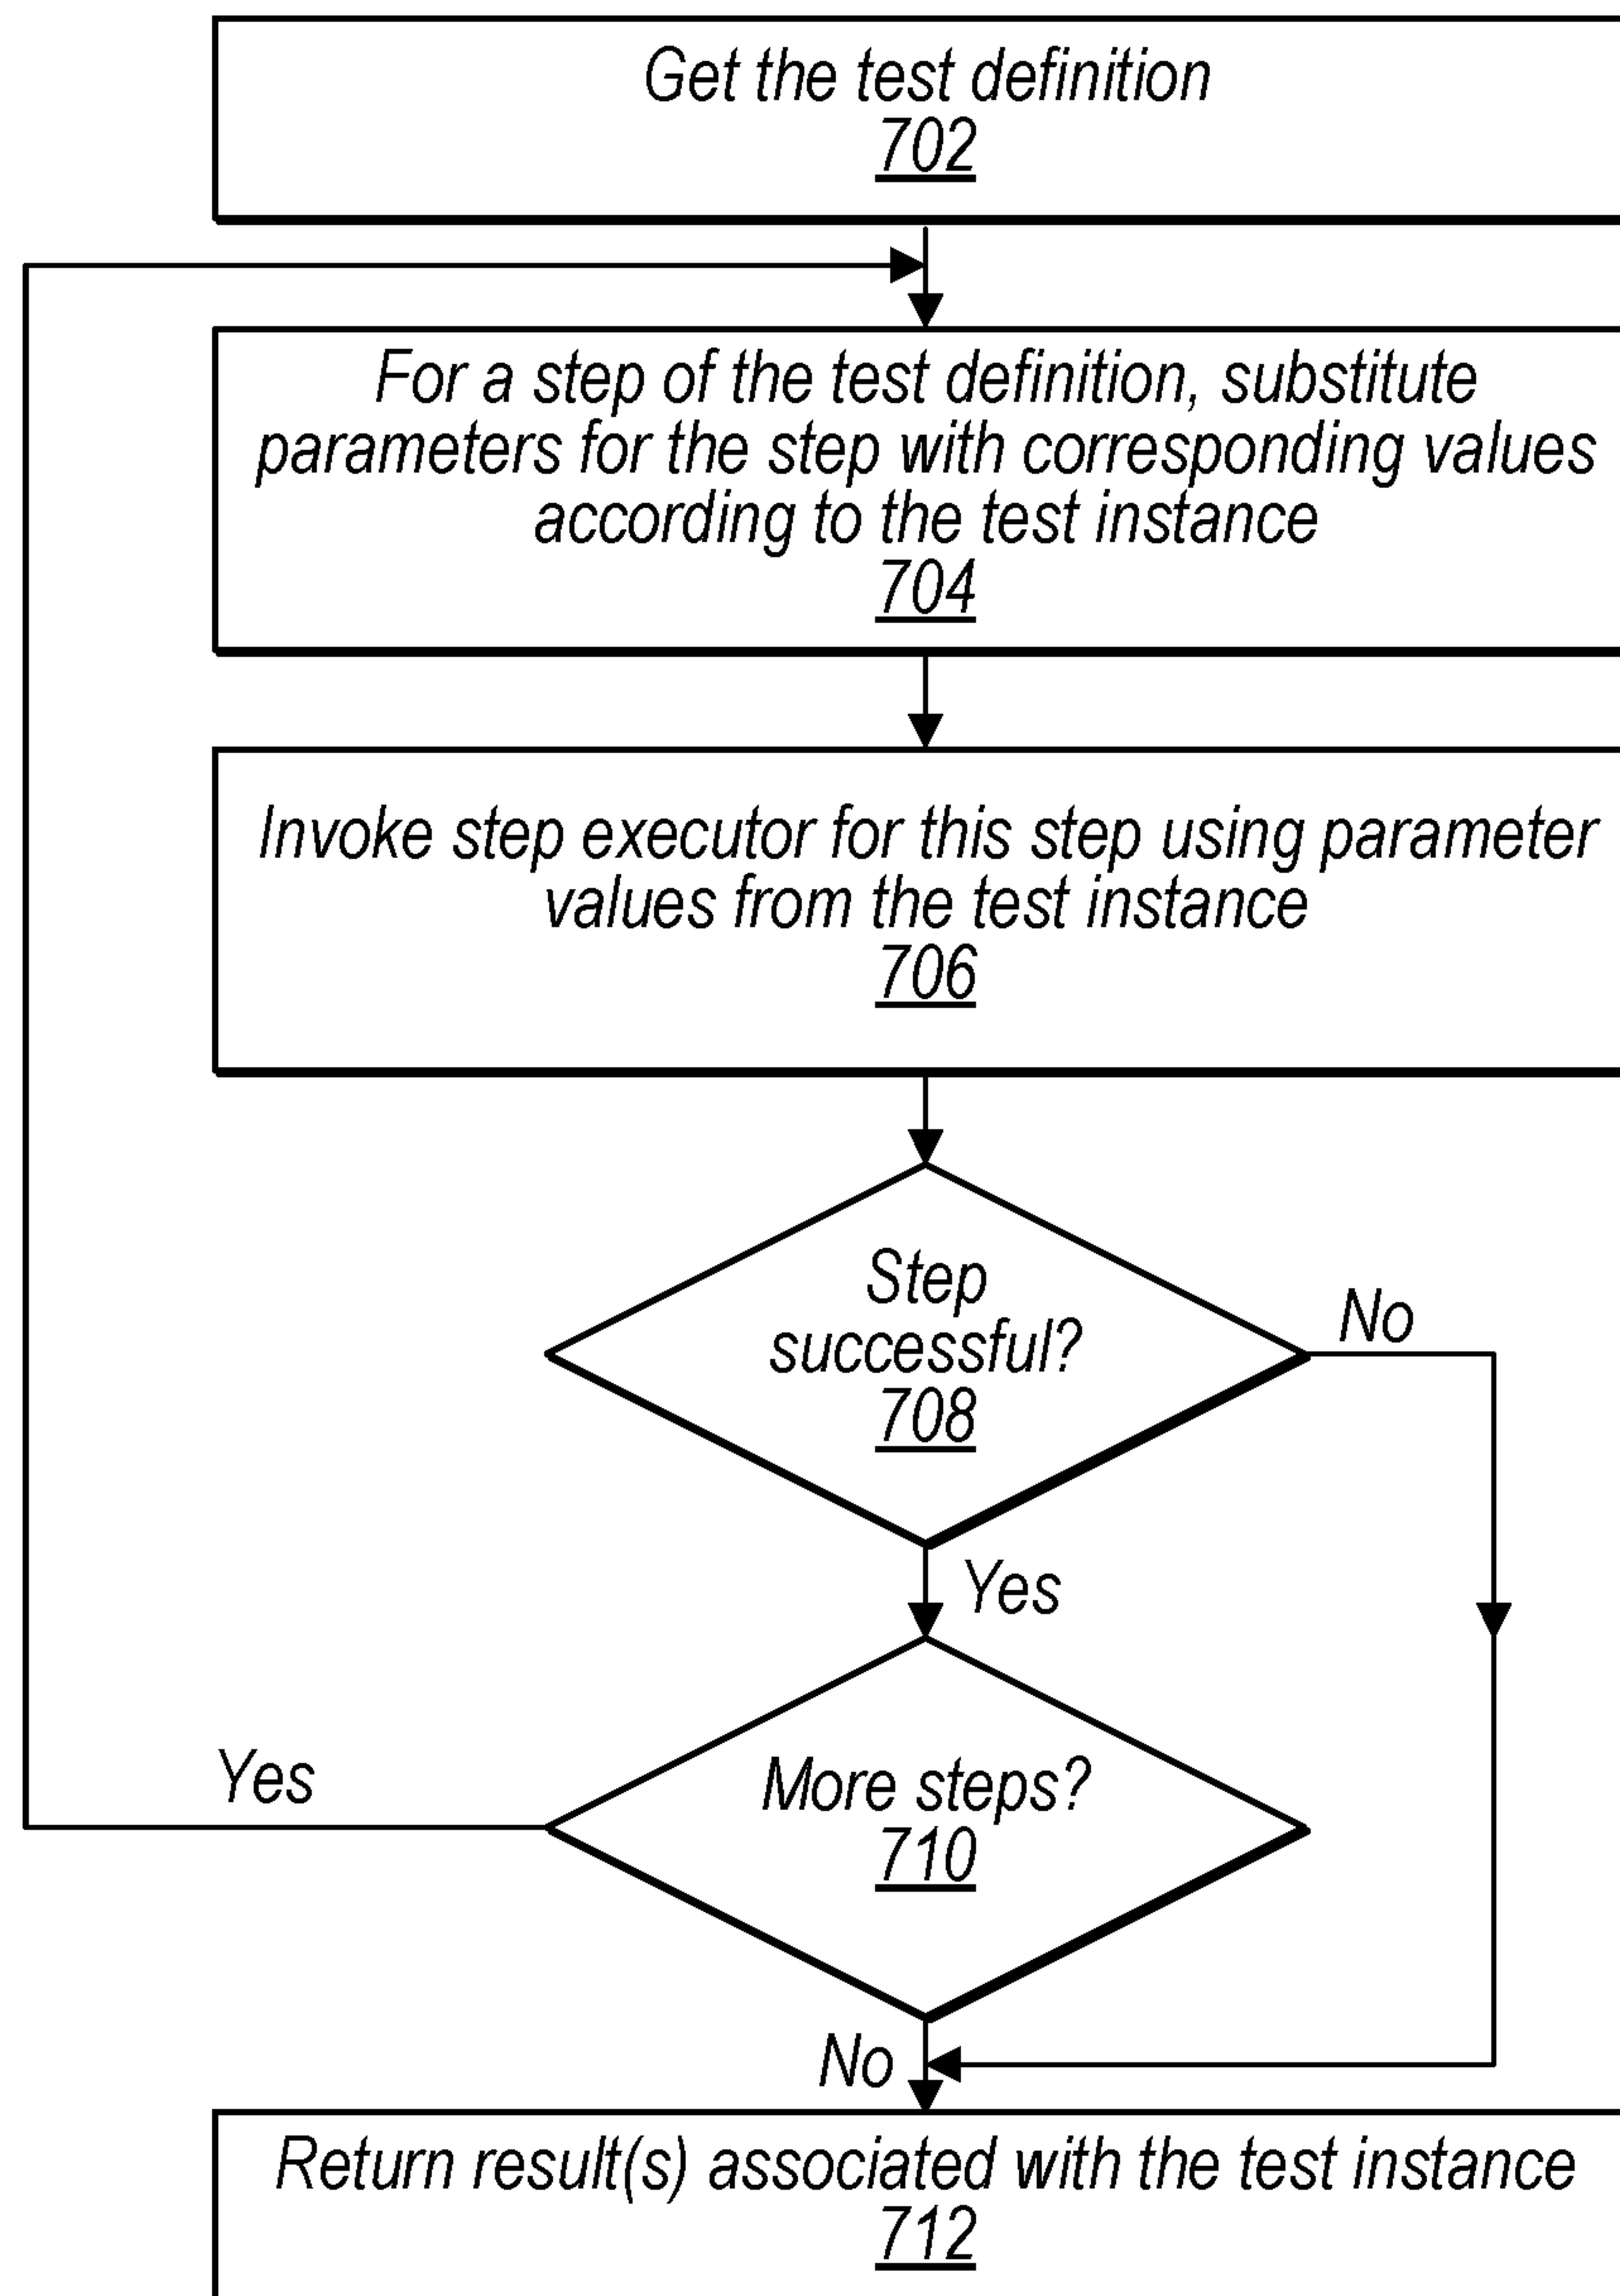 Get the test definition
702
For a step of the test definition, substitute
parameters for the step with corresponding values
according to the test instance
704
Invoke step executor for this step using parameter
values from the test instance
706
Step
successful?
708
No
Yes
More steps?
710
Yes
No
Return result(s) associated with the test instance
712